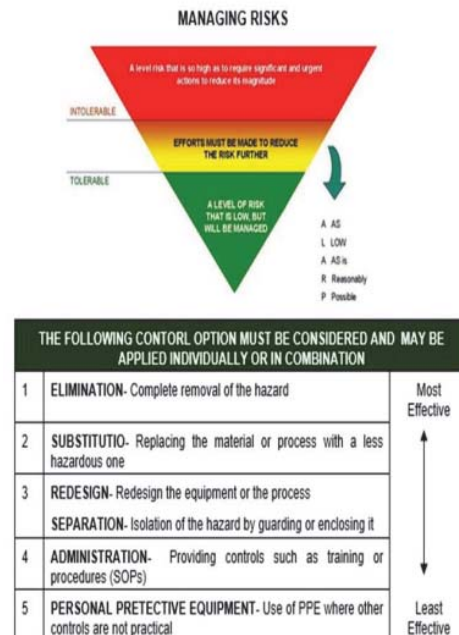 MANAGING RISKS
A level risk that is so high as to require significant and urgent
actions to reduce its magnitude
INTOLERABLE
EFFORTS MUST BE MADE TO REDUCE
THE RISK FURTHER
TOLERABLE
A LEVEL OF RISK
THAT IS LOW, BUT
WILL BE MANAGED
A AS
L LOW
A AS is
R Reasonably
P Possible
THE FOLLOWING CONTORL OPTION MUST BE CONSIDERED AND MAY BE
APPLIED INDIVIDUALLY OR IN COMBINATION
1 ELIMINATION- Complete removal of the hazard
Most
Effective
2 SUBSTITUTIO- Replacing the material or process with a less
hazardous one
3 REDESIGN- Redesign the equipment or the process
SEPARATION- Isolation of the hazard by guarding or enclosing it
4 ADMINISTRATION- Providing controls such as training or
procedures (SOPs)
5 PERSONAL PRETECTIVE EQUIPMENT- Use of PPE where other
controls are not practical
Least
Effective